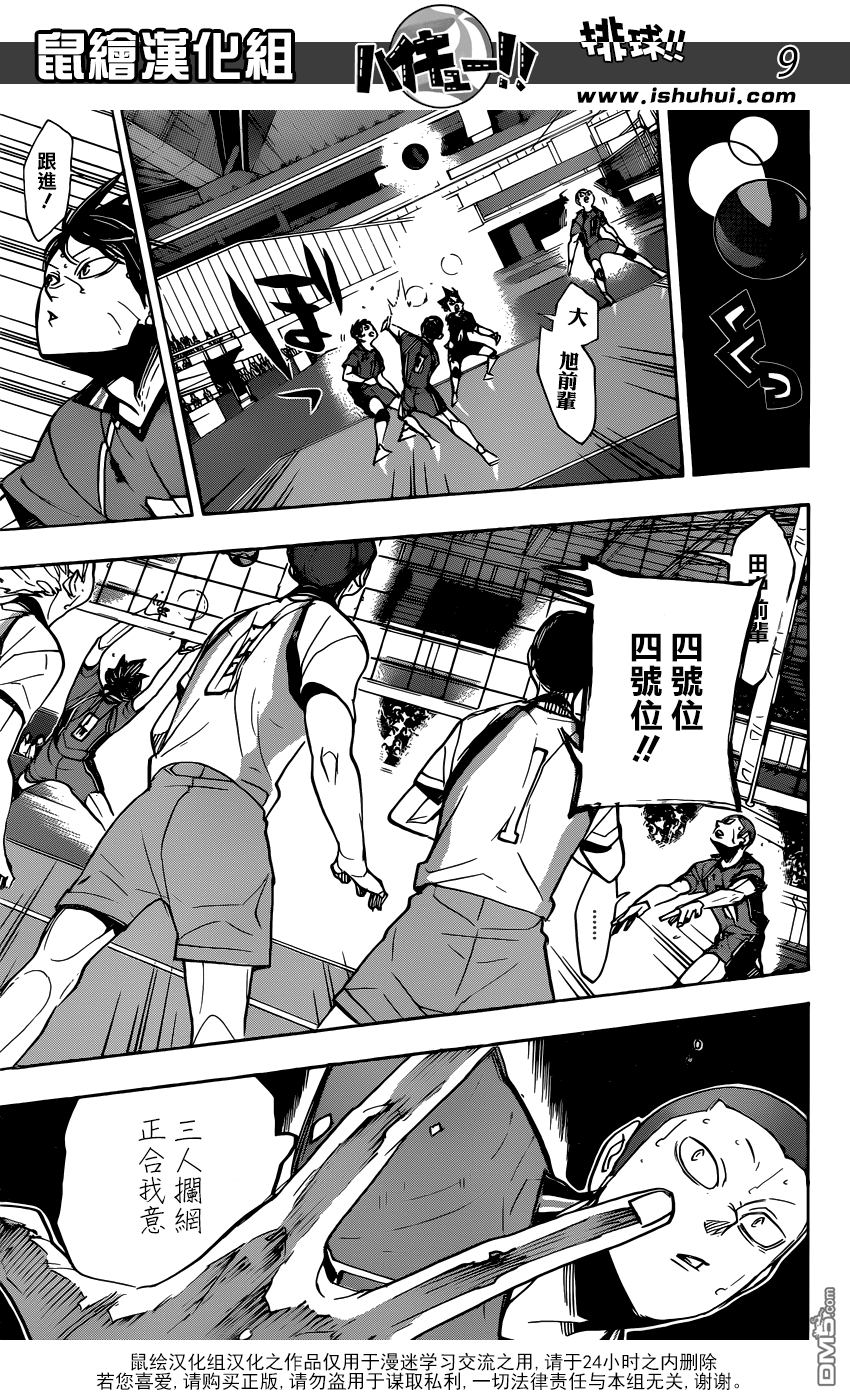 鼠繪漢化組
ハイキュー!!
排球!!
9
www.ishuhui.com
大 旭前輩
ぼ
跟進!
田中前輩
四號位
四號位!!
……
三人攔網
正合我意
DM5.com
鼠绘汉化组汉化之作品仅用于漫迷学习交流之用, 请于24小时之内删除
若您喜爱, 请购买正版, 请勿用于谋取私利, 一切法律责任与本组无关, 谢谢。